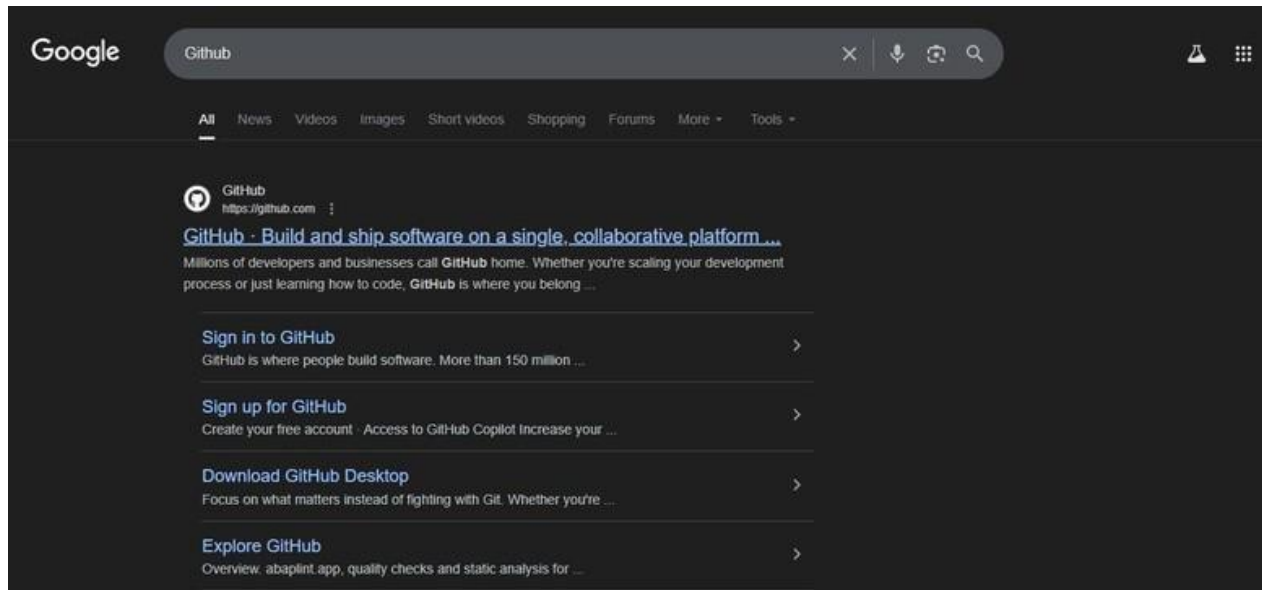 Google
Github
All News Videos Images Short videos Shopping Forums More Tools
GitHub
https://github.com
GitHub · Build and ship software on a single, collaborative platform ...
Millions of developers and businesses call GitHub home. Whether you're scaling your development
process or just learning how to code, GitHub is where you belong ...
Sign in to GitHub
GitHub is where people build software. More than 150 million ...
Sign up for GitHub
Create your free account · Access to GitHub Copilot Increase your ...
Download GitHub Desktop
Focus on what matters instead of fighting with Git. Whether you're ...
Explore GitHub
Overview. abaplint.app, quality checks and static analysis for ...